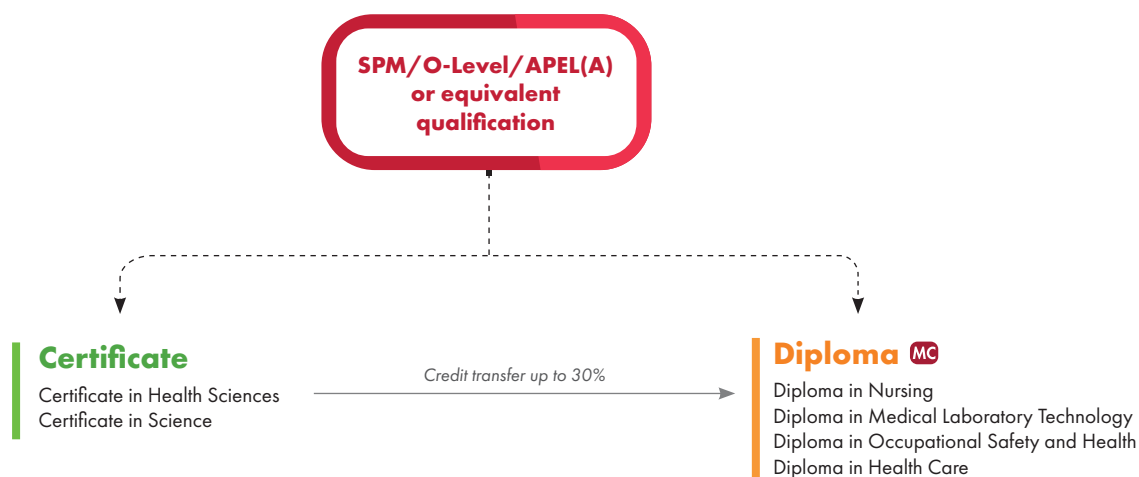 SPM/O-Level/APEL(A)
or equivalent
qualification
Certificate
Certificate in Health Sciences
Certificate in Science
Credit transfer up to 30%
Diploma MC
Diploma in Nursing
Diploma in Medical Laboratory Technology
Diploma in Occupational Safety and Health
Diploma in Health Care